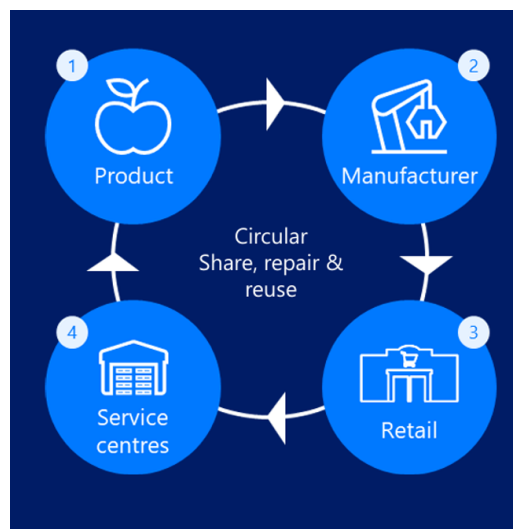 1
Product
2
Manufacturer
Circular
Share, repair &
reuse
4
Service
centres
3
Retail